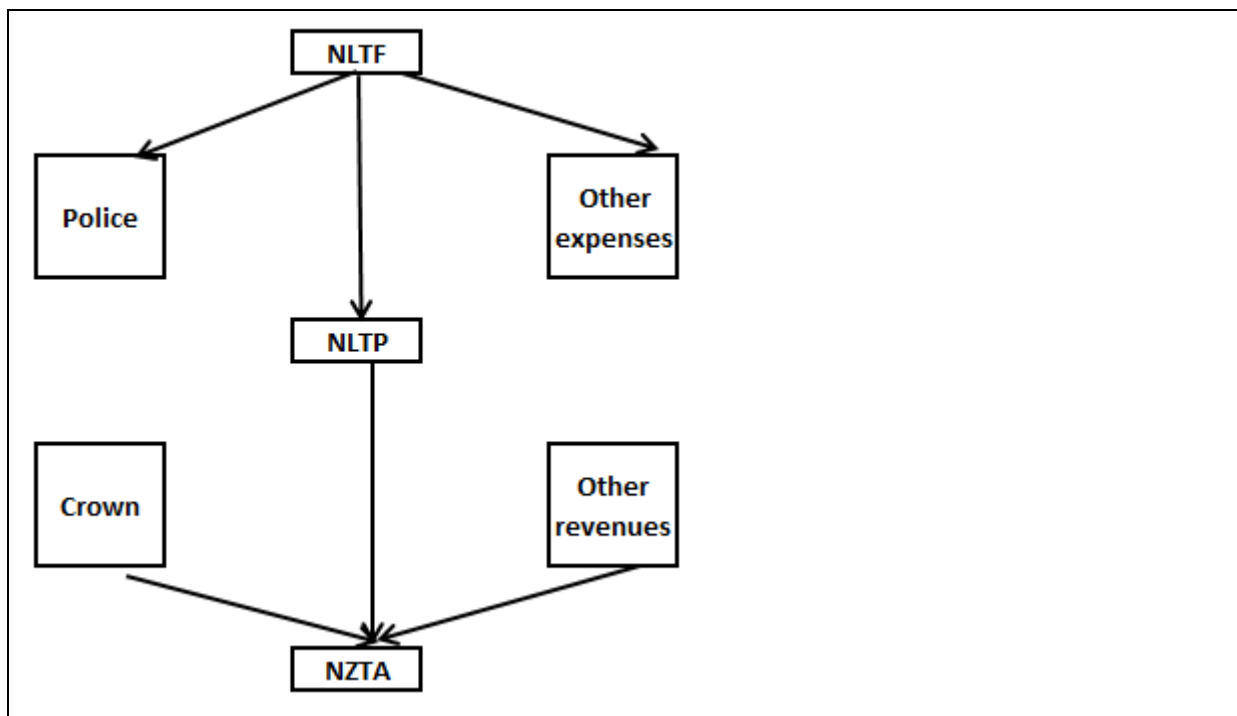 NLTF
Police
Other
expenses
NLTP
Crown
Other
revenues
NZTA